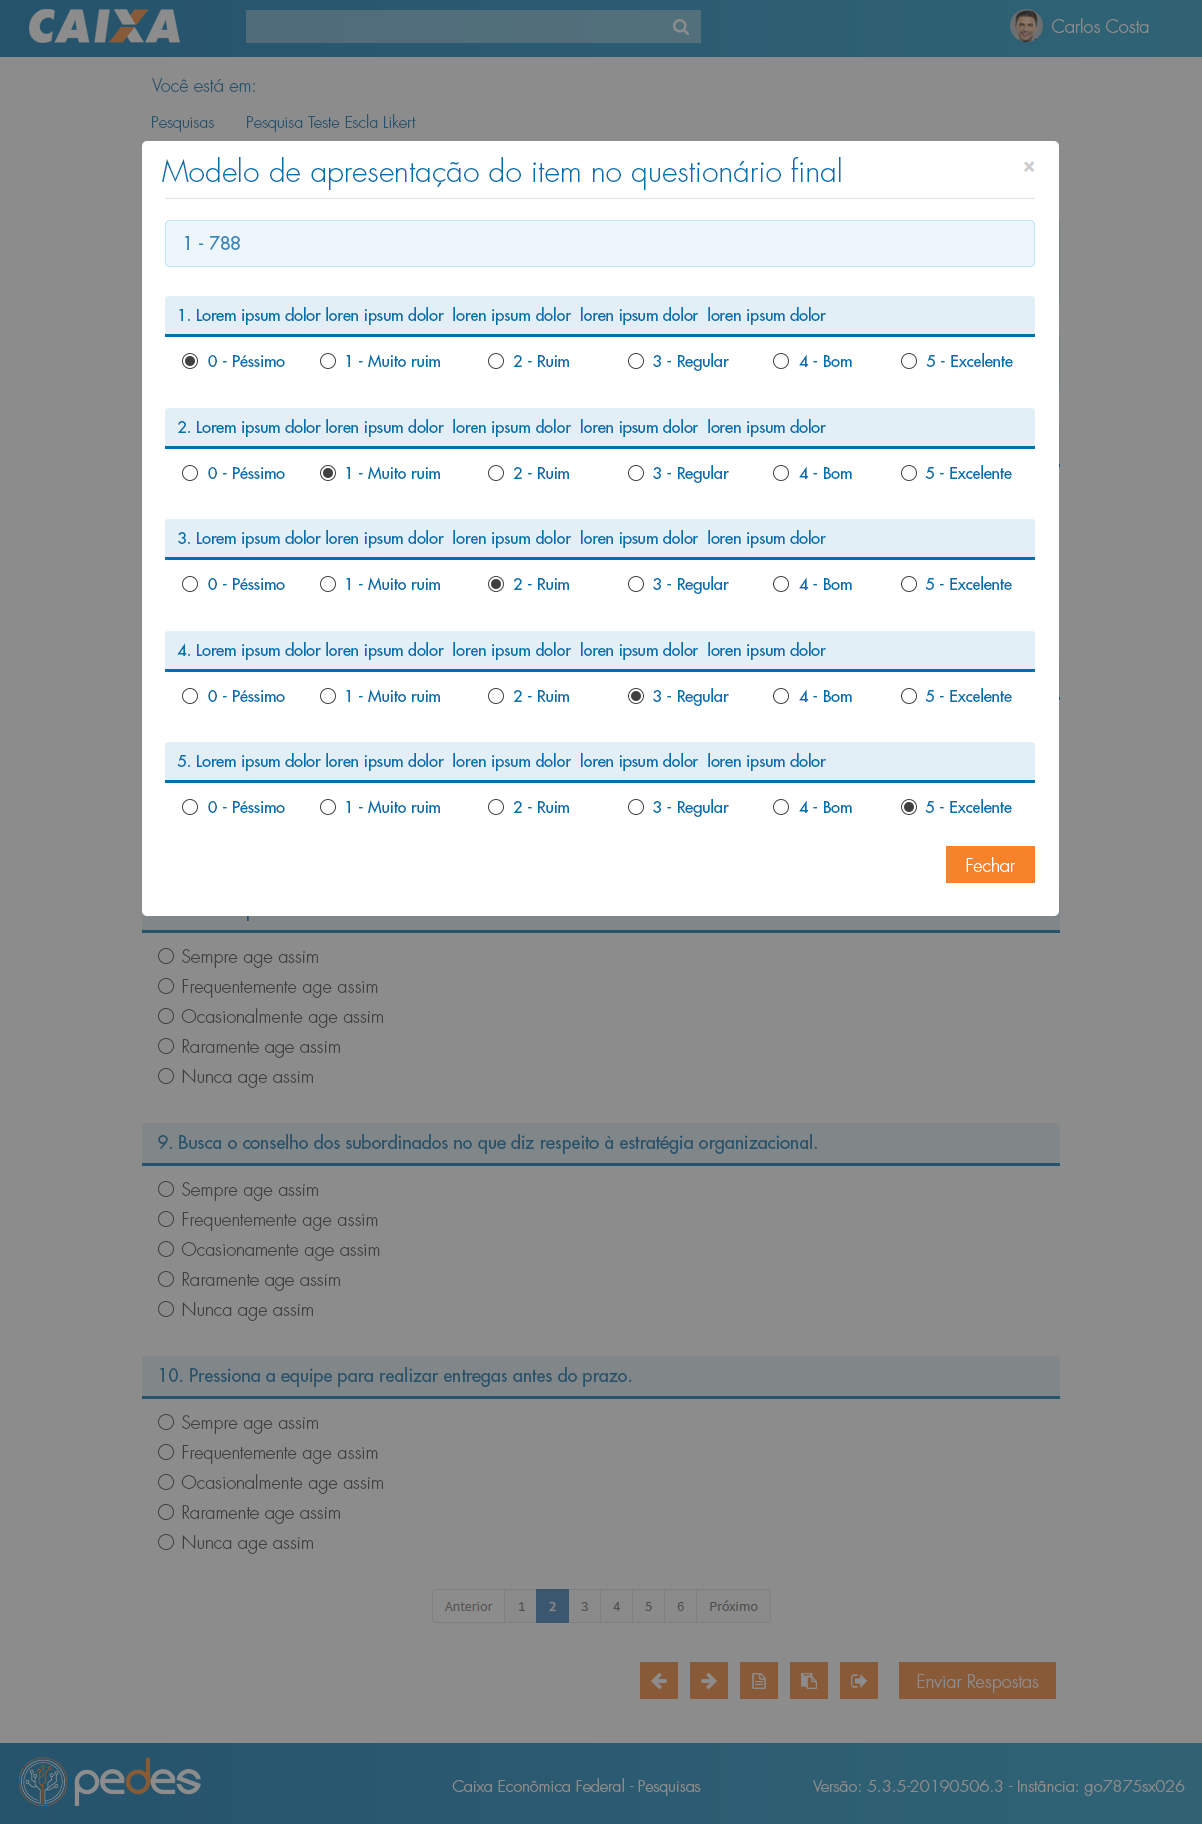 CAIXA
Carlos Costa
Você está em:
Pesquisas Pesquisa Teste Escla Likert
Modelo de apresentação do item no questionário final ×
1 - 788
1. Lorem ipsum dolor loren ipsum dolor loren ipsum dolor loren ipsum dolor loren ipsum dolor
0 - Péssimo 1 - Muito ruim 2 - Ruim 3 - Regular 4 - Bom 5 - Excelente
2. Lorem ipsum dolor loren ipsum dolor loren ipsum dolor loren ipsum dolor loren ipsum dolor
0 - Péssimo 1 - Muito ruim 2 - Ruim 3 - Regular 4 - Bom 5 - Excelente
3. Lorem ipsum dolor loren ipsum dolor loren ipsum dolor loren ipsum dolor loren ipsum dolor
0 - Péssimo 1 - Muito ruim 2 - Ruim 3 - Regular 4 - Bom 5 - Excelente
4. Lorem ipsum dolor loren ipsum dolor loren ipsum dolor loren ipsum dolor loren ipsum dolor
0 - Péssimo 1 - Muito ruim 2 - Ruim 3 - Regular 4 - Bom 5 - Excelente
5. Lorem ipsum dolor loren ipsum dolor loren ipsum dolor loren ipsum dolor loren ipsum dolor
0 - Péssimo 1 - Muito ruim 2 - Ruim 3 - Regular 4 - Bom 5 - Excelente
Fechar
Sempre age assim
Frequentemente age assim
Ocasionalmente age assim
Raramente age assim
Nunca age assim
9. Busca o conselho dos subordinados no que diz respeito à estratégia organizacional.
Sempre age assim
Frequentemente age assim
Ocasionamente age assim
Raramente age assim
Nunca age assim
10. Pressiona a equipe para realizar entregas antes do prazo.
Sempre age assim
Frequentemente age assim
Ocasionalmente age assim
Raramente age assim
Nunca age assim
Anterior 1 2 3 4 5 6 Próximo
Enviar Respostas
pedes Caixa Econômica Federal - Pesquisas Versão: 5.3.5-20190506.3 - Instância: go7875sx026